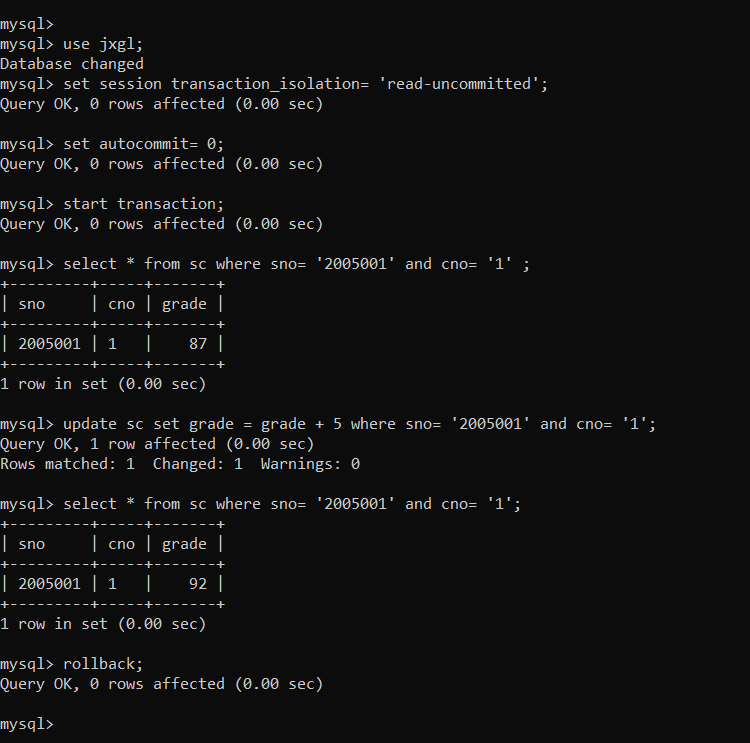 mysql>
mysql> use jxgl;
Database changed
mysql> set session transaction_isolation= 'read-uncommitted';
Query OK, 0 rows affected (0.00 sec)

mysql> set autocommit= 0;
Query OK, 0 rows affected (0.00 sec)

mysql> start transaction;
Query OK, 0 rows affected (0.00 sec)

mysql> select * from sc where sno= '2005001' and cno= '1' ;
+---------+-----+-------+
| sno     | cno | grade |
+---------+-----+-------+
| 2005001 | 1   |    87 |
+---------+-----+-------+
1 row in set (0.00 sec)

mysql> update sc set grade = grade + 5 where sno= '2005001' and cno= '1';
Query OK, 1 row affected (0.00 sec)
Rows matched: 1  Changed: 1  Warnings: 0

mysql> select * from sc where sno= '2005001' and cno= '1';
+---------+-----+-------+
| sno     | cno | grade |
+---------+-----+-------+
| 2005001 | 1   |    92 |
+---------+-----+-------+
1 row in set (0.00 sec)

mysql> rollback;
Query OK, 0 rows affected (0.00 sec)

mysql>